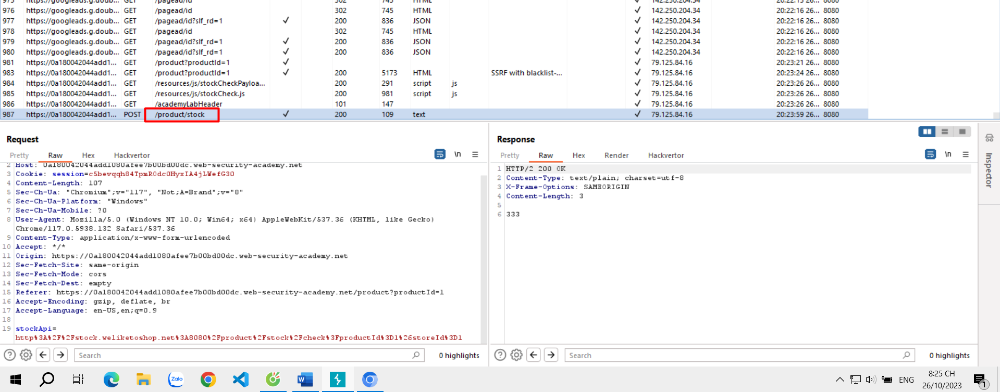 975 https://googleads.g.doub... GET /pagead/id 302 745 HTML ✓ 142.250.204.34 20:22:15 26... 8080
976 https://googleads.g.doub... GET /pagead/id 302 745 HTML ✓ 142.250.204.34 20:22:16 26... 8080
977 https://googleads.g.doub... GET /pagead/id?slf_rd=1 ✓ 200 836 JSON ✓ 142.250.204.34 20:22:16 26... 8080
978 https://googleads.g.doub... GET /pagead/id 302 745 HTML ✓ 142.250.204.34 20:22:16 26... 8080
979 https://googleads.g.doub... GET /pagead/id?slf_rd=1 ✓ 200 836 JSON ✓ 142.250.204.34 20:22:16 26... 8080
980 https://googleads.g.doub... GET /pagead/id?slf_rd=1 ✓ 200 836 JSON ✓ 142.250.204.34 20:22:16 26... 8080
981 https://0a180042044add1... GET /product?productId=1 ✓ ✓ 79.125.84.16 20:23:21 26... 8080
983 https://0a180042044add1... GET /product?productId=1 ✓ 200 5173 HTML SSRF with blacklist-... ✓ 79.125.84.16 20:23:24 26... 8080
984 https://0a180042044add1... GET /resources/js/stockCheckPayloa... 200 291 script js ✓ 79.125.84.16 20:23:26 26... 8080
985 https://0a180042044add1... GET /resources/js/stockCheck.js 200 981 script js ✓ 79.125.84.16 20:23:26 26... 8080
986 https://0a180042044add1... GET /academyLabHeader 101 147 ✓ 79.125.84.16 20:23:26 26... 8080
987 https://0a180042044add1... POST /product/stock ✓ 200 109 text ✓ 79.125.84.16 20:23:59 26... 8080
Request
Pretty Raw Hex Hackvertor \n
2 Host: 0a180042044add1080afee7b00bd00dc.web-security-academy.net
3 Cookie: session=c5bevqqh84TpmR0dc0HyxIA4jLWefG30
4 Content-Length: 107
5 Sec-Ch-Ua: "Chromium";v="117", "Not;A=Brand";v="8"
6 Sec-Ch-Ua-Platform: "Windows"
7 Sec-Ch-Ua-Mobile: ?0
8 User-Agent: Mozilla/5.0 (Windows NT 10.0; Win64; x64) AppleWebKit/537.36 (KHTML, like Gecko)
Chrome/117.0.5938.132 Safari/537.36
9 Content-Type: application/x-www-form-urlencoded
10 Accept: */*
11 Origin: https://0a180042044add1080afee7b00bd00dc.web-security-academy.net
12 Sec-Fetch-Site: same-origin
13 Sec-Fetch-Mode: cors
14 Sec-Fetch-Dest: empty
15 Referer: https://0a180042044add1080afee7b00bd00dc.web-security-academy.net/product?productId=1
16 Accept-Encoding: gzip, deflate, br
17 Accept-Language: en-US,en;q=0.9
18
19 stockApi=
http%3A%2F%2Fstock.weliketoshop.net%3A8080%2Fproduct%2Fstock%2Fcheck%3FproductId%3D1%26storeId%3D1
Search 0 highlights
Response
Pretty Raw Hex Render Hackvertor \n
1 HTTP/2 200 OK
2 Content-Type: text/plain; charset=utf-8
3 X-Frame-Options: SAMEORIGIN
4 Content-Length: 3
5
6 333
Search 0 highlights
Inspector
Zalo
ENG
8:25 CH
26/10/2023
1